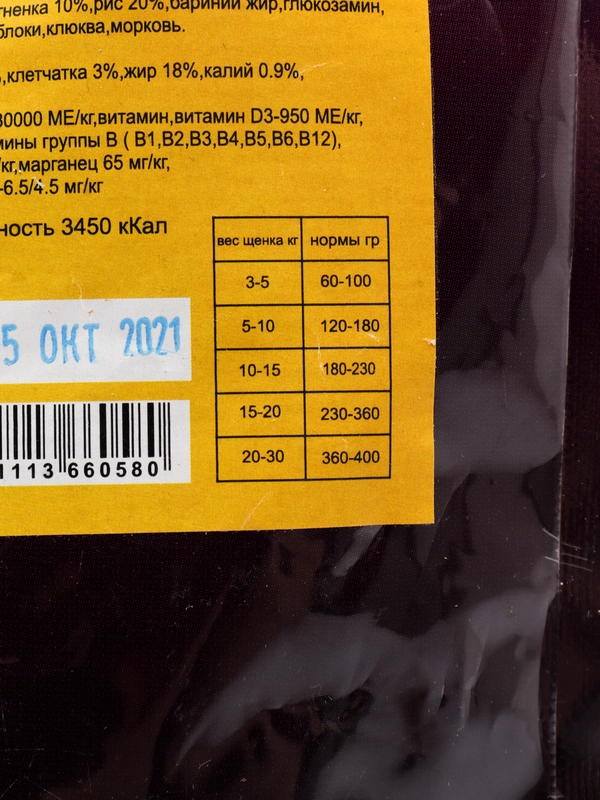 гненка 10%,рис 20%,бараний жир,глюкозамин,
блоки,клюква,морковь.
,клетчатка 3%,жир 18%,калий 0.9%,
30000 МЕ/кг,витамин,витамин D3-950 МЕ/кг,
мины группы В ( В1,В2,В3,В4,В5,В6,В12),
/кг,марганец 65 мг/кг,
-6.5/4.5 мг/кг
ность 3450 кКал
вес щенка кг нормы гр
3-5 60-100
5-10 120-180
10-15 180-230
15-20 230-360
20-30 360-400
5 ОКТ 2021
1113 660580